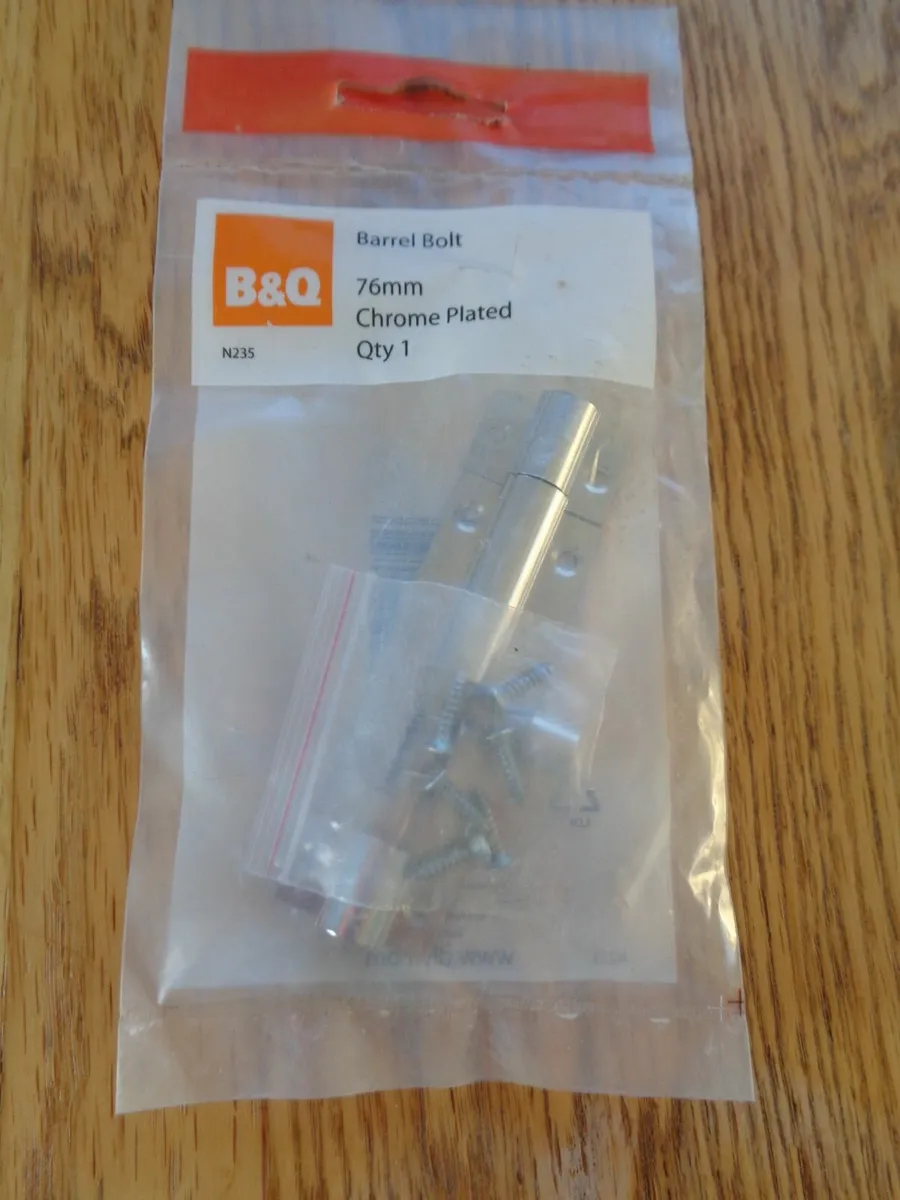 Barrel Bolt
B&Q
76mm
Chrome Plated
N235
Qty 1